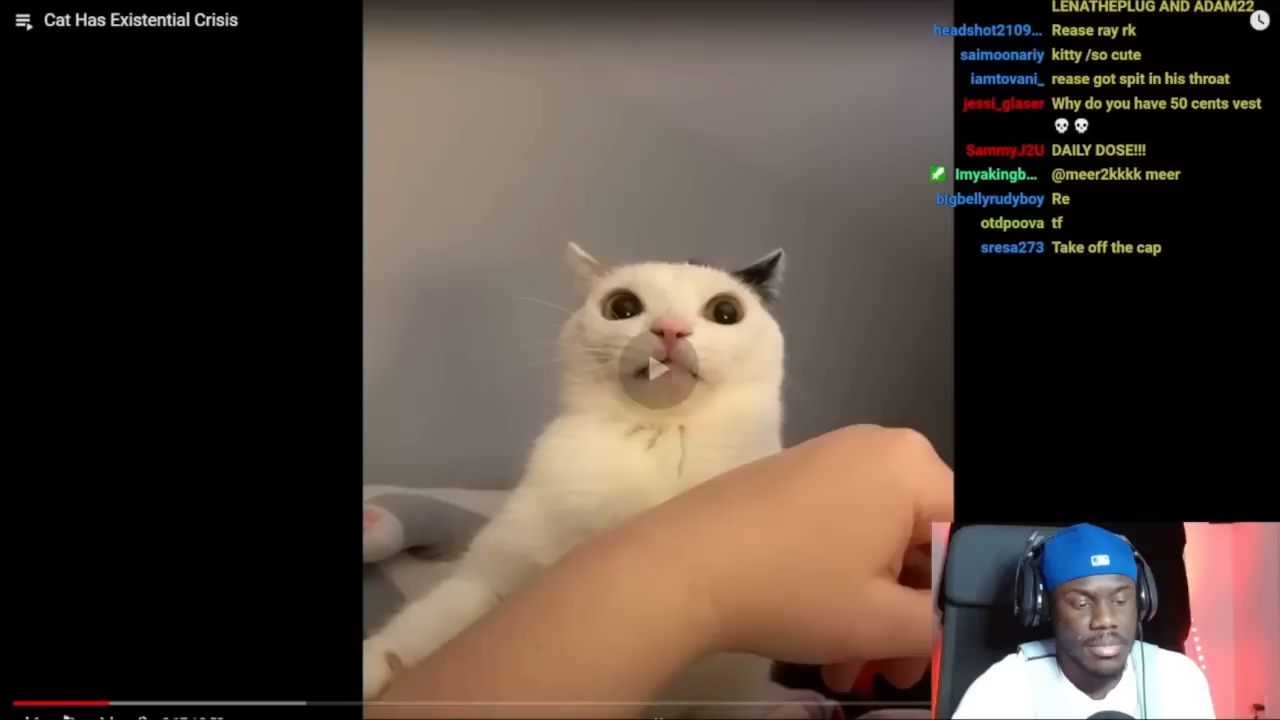 Cat Has Existential Crisis
LENATHEPLUG AND ADAM22
headshot2109... Rease ray rk
saimoonariy kitty /so cute
iamtovani_ rease got spit in his throat
jessi_glaser Why do you have 50 cents vest
💀💀
SammyJ2U DAILY DOSE!!!
Imyakingb... @meer2kkkk meer
bigbellyrudyboy Re
otdpoova tf
sresa273 Take off the cap